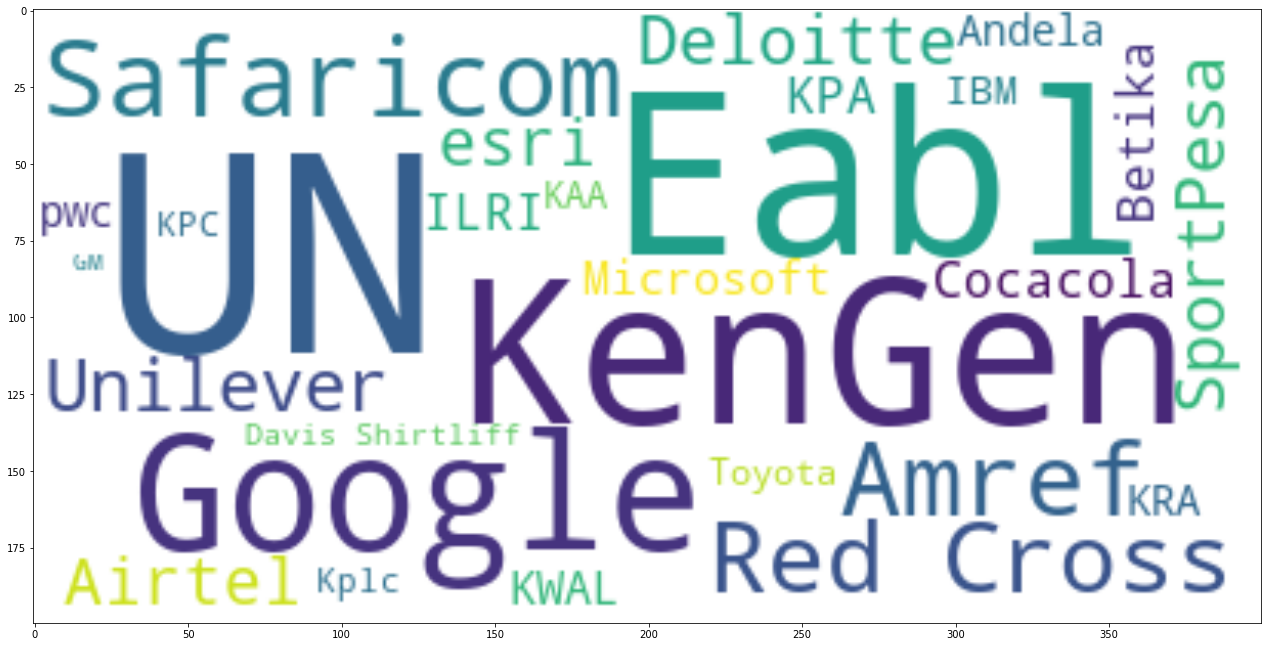 0
25
50
75
100
125
150
175
Safaricom
Deloitte
Andela
KPA
IBM
Betika
SportPesa
Eabl
esri
UN
ILRI
KAA
pwc
KPC
GM
Microsoft
Cocacola
KenGen
Unilever
Davis Shirtliff
Google
Toyota
Amref
KRA
Red Cross
Airtel
Kplc
KWAL
0 50 100 150 200 250 300 350